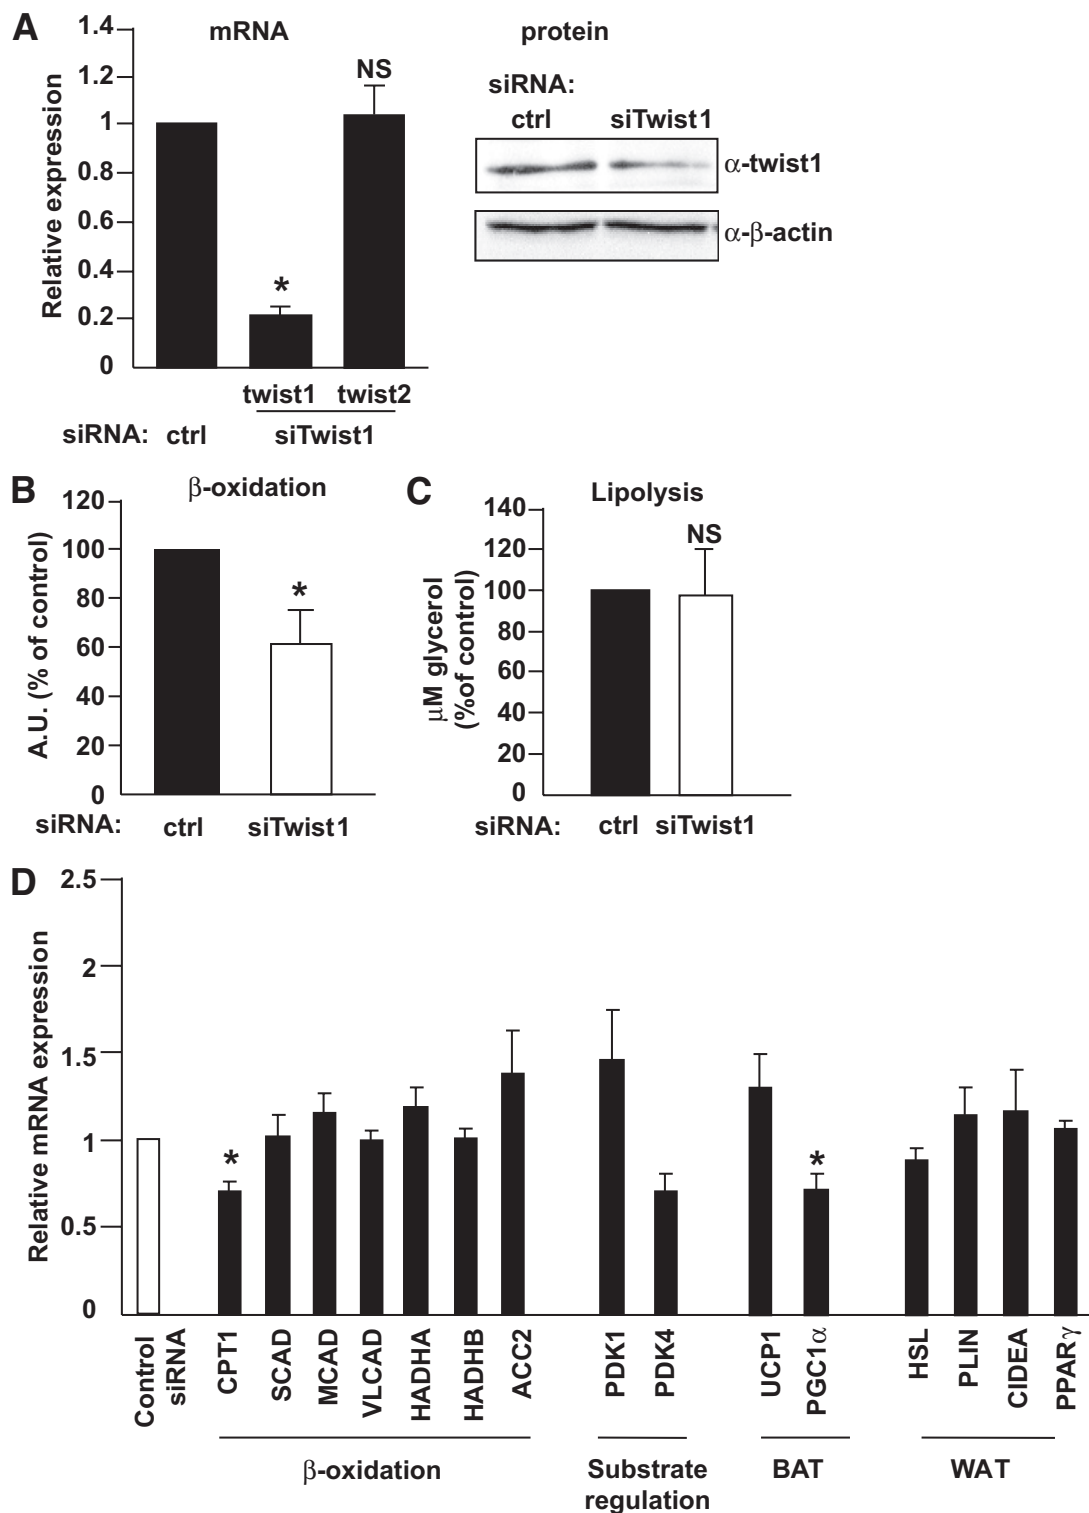 A
mRNA
protein
1.4
1.2
1
0.8
0.6
0.4
0.2
0
Relative expression
NS
*
twist1 twist2
siRNA: ctrl siTwist1
siRNA:
ctrl siTwist1
α-twist1
α-β-actin
B
β-oxidation
120
100
80
60
40
20
0
A.U. (% of control)
*
siRNA: ctrl siTwist1
C
Lipolysis
140
120
100
80
60
40
20
0
μM glycerol
(%of control)
NS
siRNA: ctrl siTwist1
D
2.5
2
1.5
1
0.5
0
Relative mRNA expression
*
*
Control
siRNA
CPT1
SCAD
MCAD
VLCAD
HADHA
HADHB
ACC2
PDK1
PDK4
UCP1
PGC1α
HSL
PLIN
CIDEA
PPARγ
β-oxidation
Substrate
regulation
BAT
WAT